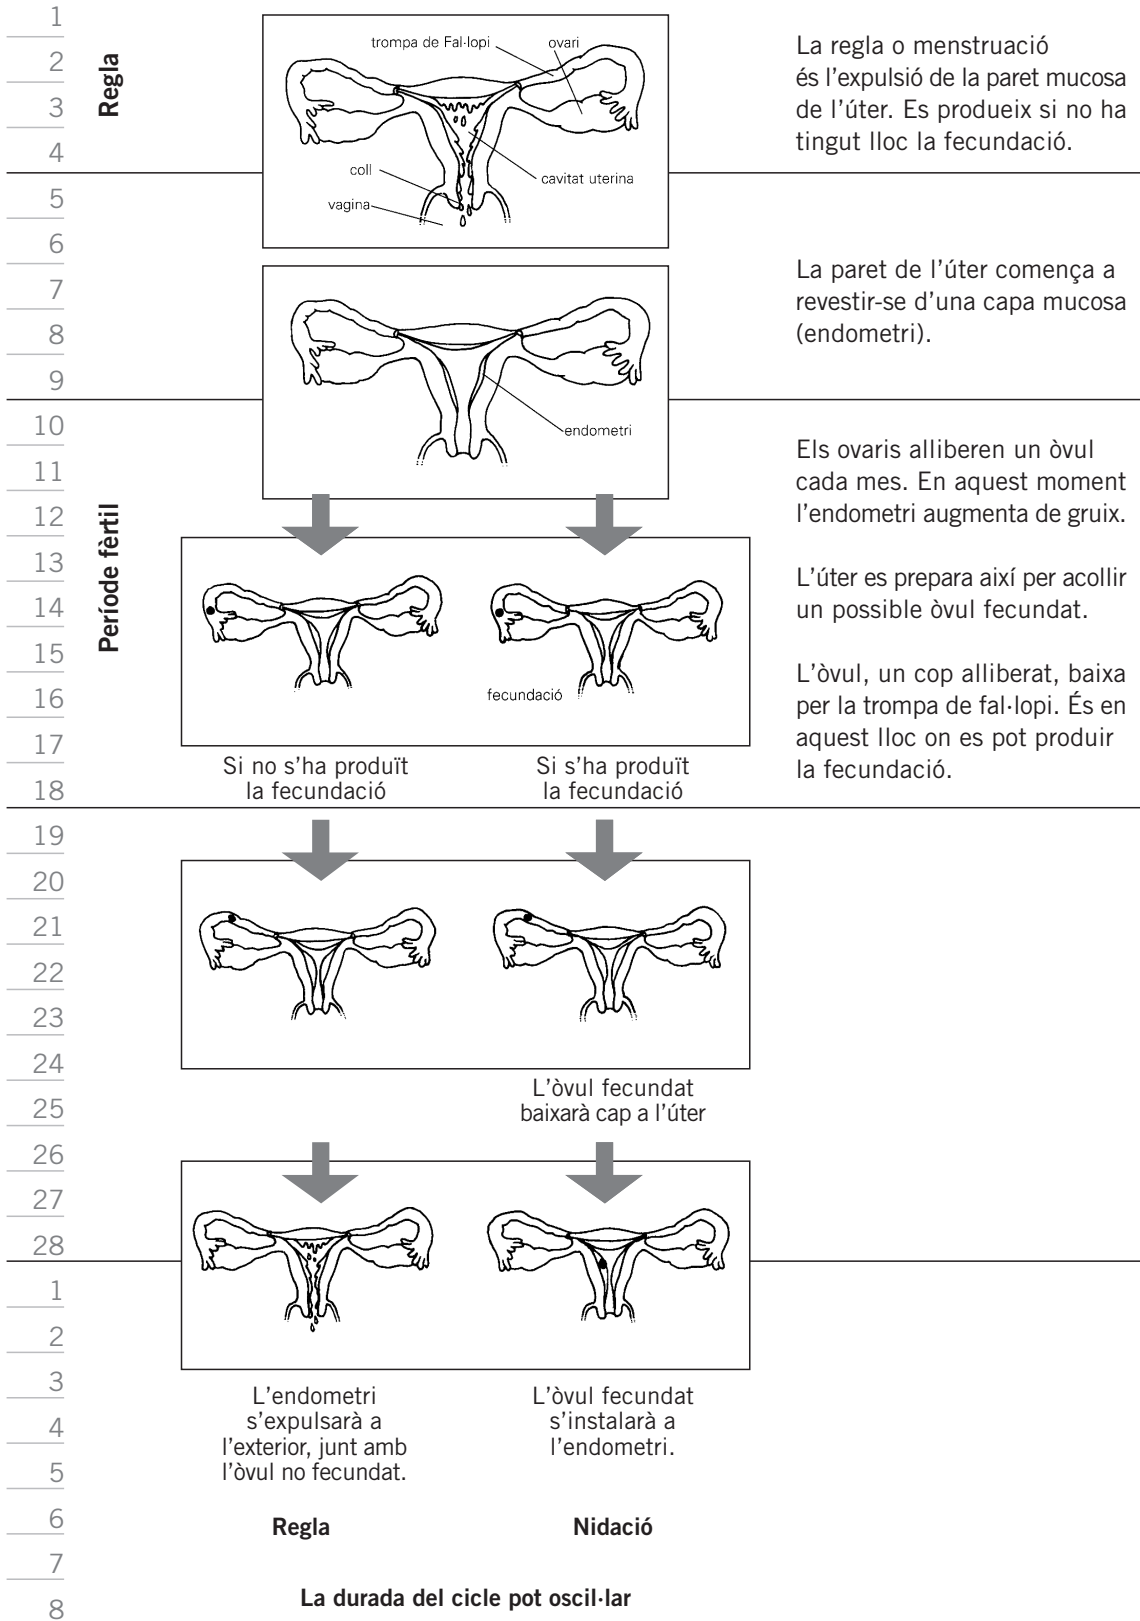 1
2
3
4
5
6
7
8
9
10
11
12
13
14
15
16
17
18
19
20
21
22
23
24
25
26
27
28
1
2
3
4
5
6
7
8
Regla
Període fèrtil
trompa de Fal·lopi
ovari
coll
cavitat uterina
vagina
La regla o menstruació
és l'expulsió de la paret mucosa
de l'úter. Es produeix si no ha
tingut lloc la fecundació.
endometri
La paret de l'úter comença a
revestir-se d'una capa mucosa
(endometri).
Els ovaris alliberen un òvul
cada mes. En aquest moment
l'endometri augmenta de gruix.
L'úter es prepara així per acollir
un possible òvul fecundat.
L'òvul, un cop alliberat, baixa
per la trompa de fal·lopi. És en
aquest lloc on es pot produir
la fecundació.
fecundació
Si no s'ha produït
la fecundació
Si s'ha produït
la fecundació
L'òvul fecundat
baixarà cap a l'úter
L'endometri
s'expulsarà a
l'exterior, junt amb
l'òvul no fecundat.
L'òvul fecundat
s'instalarà a
l'endometri.
Regla
Nidació
La durada del cicle pot oscil·lar